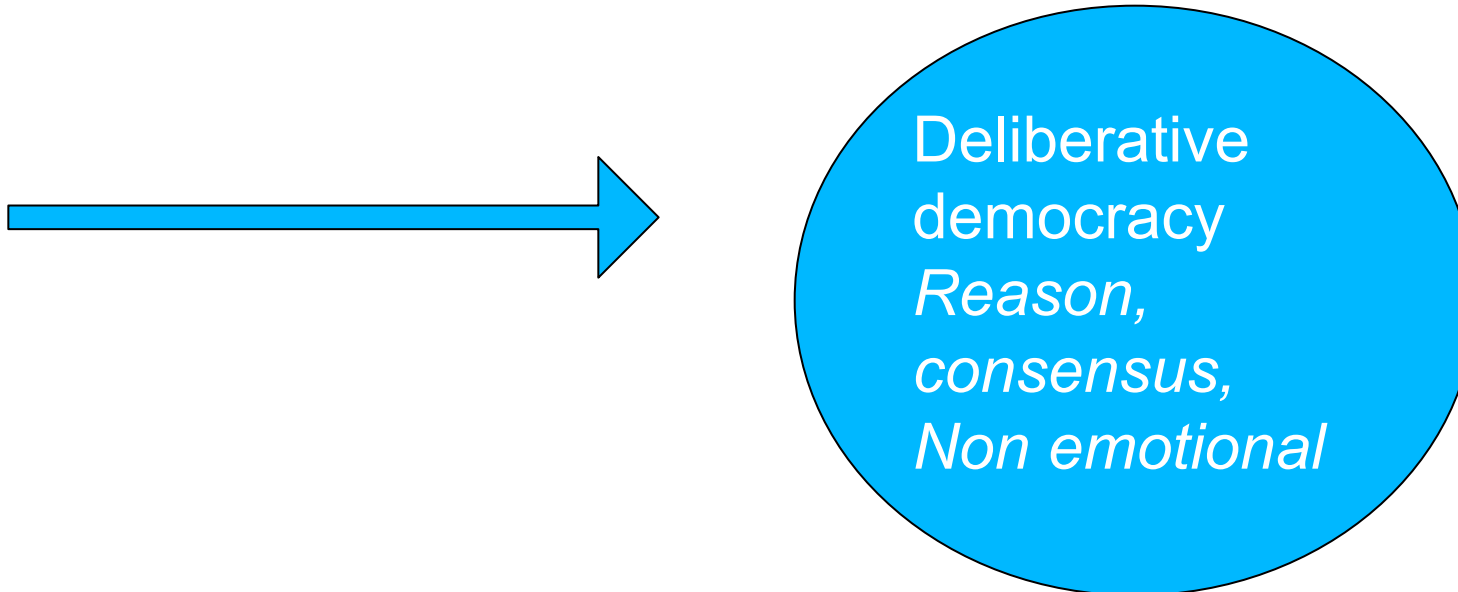 Deliberative
democracy
Reason,
consensus,
Non emotional